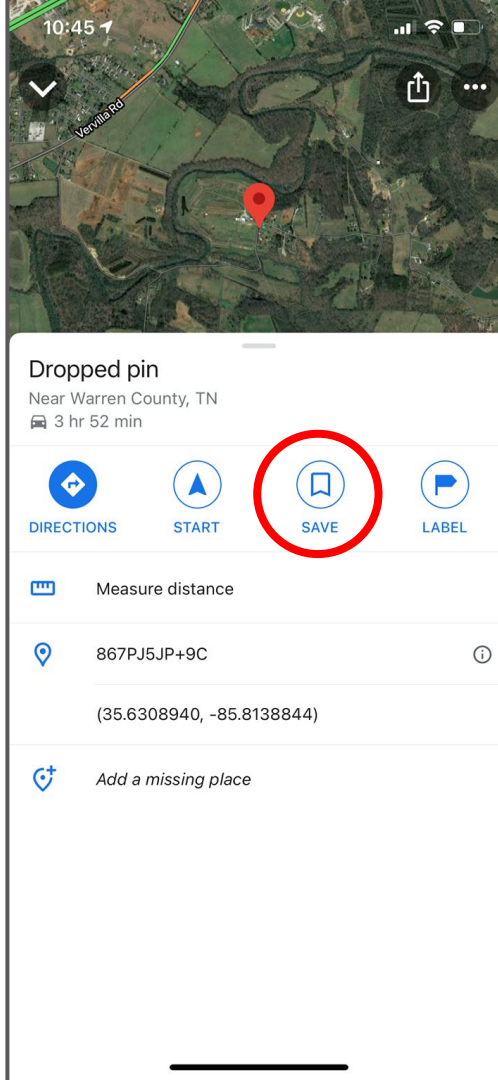 10:45
Vervilla Rd
Dropped pin
Near Warren County, TN
3 hr 52 min
DIRECTIONS
START
SAVE
LABEL
Measure distance
867PJ5JP+9C
(35.6308940, -85.8138844)
Add a missing place